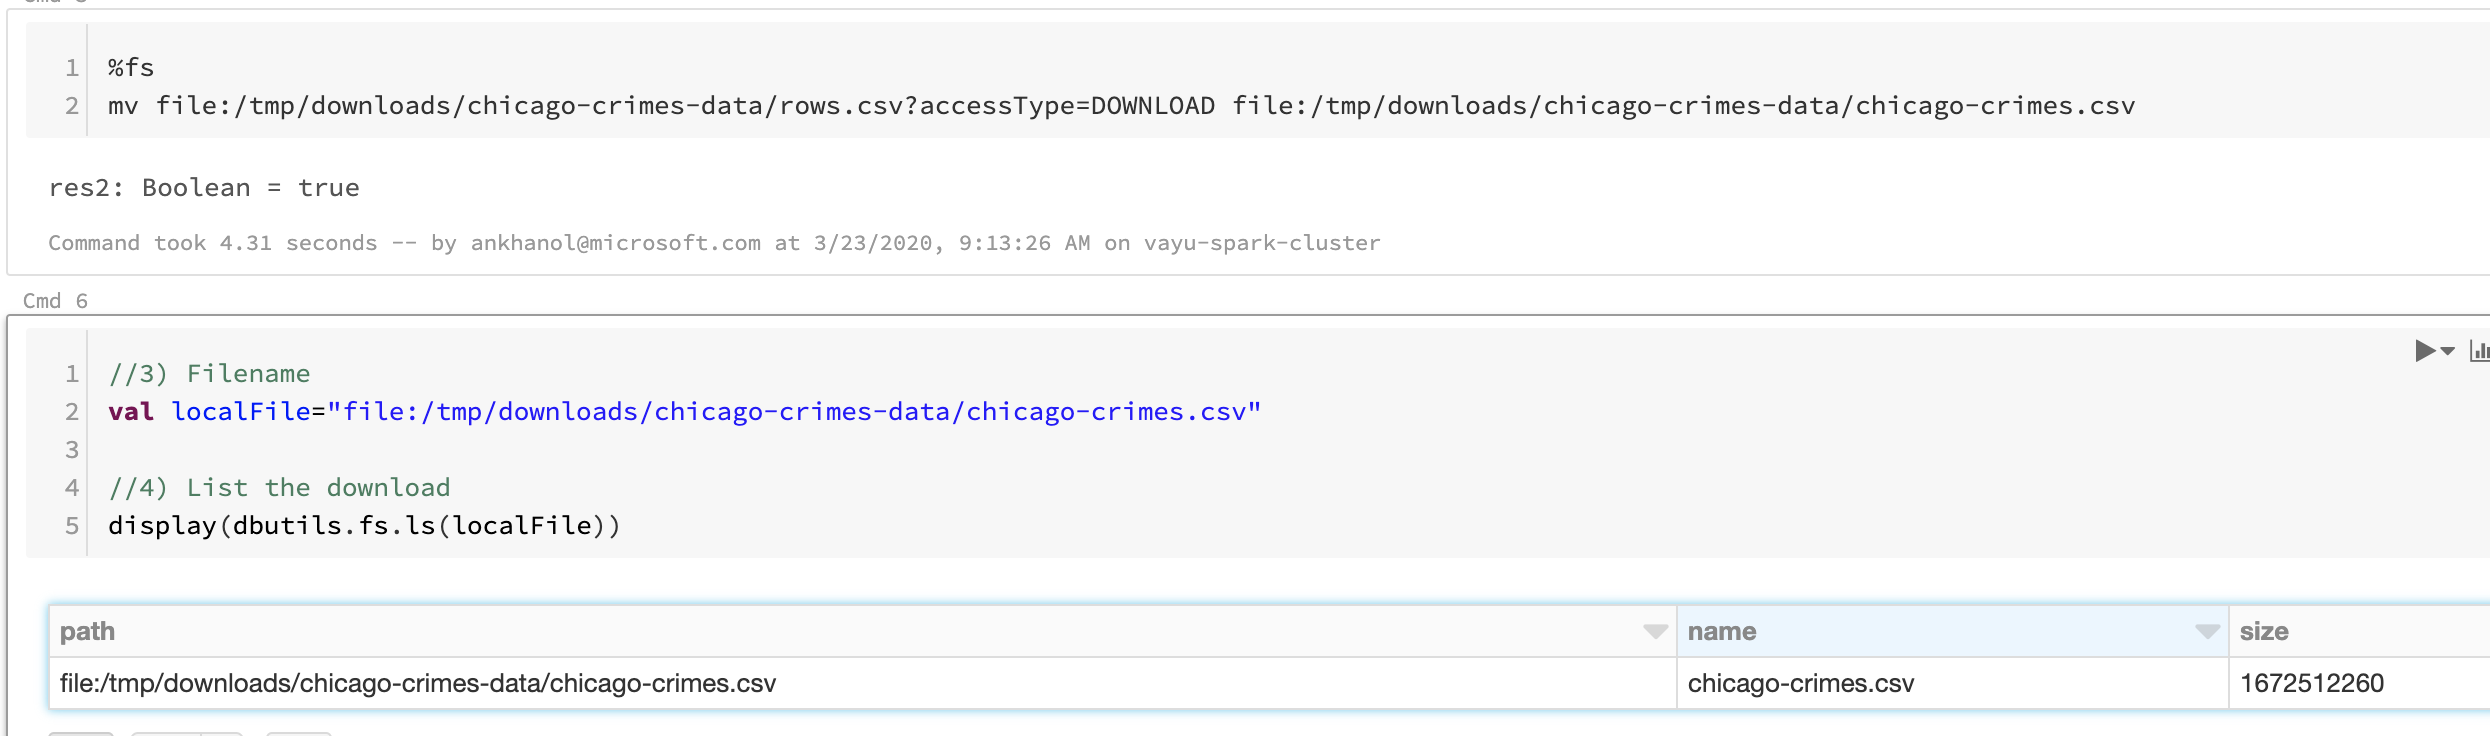 1 %fs
2 mv file:/tmp/downloads/chicago-crimes-data/rows.csv?accessType=DOWNLOAD file:/tmp/downloads/chicago-crimes-data/chicago-crimes.csv
res2: Boolean = true
Command took 4.31 seconds -- by ankhanol@microsoft.com at 3/23/2020, 9:13:26 AM on vayu-spark-cluster
Cmd 6
1 //3) Filename
2 val localFile="file:/tmp/downloads/chicago-crimes-data/chicago-crimes.csv"
3
4 //4) List the download
5 display(dbutils.fs.ls(localFile))
path name size
file:/tmp/downloads/chicago-crimes-data/chicago-crimes.csv chicago-crimes.csv 1672512260